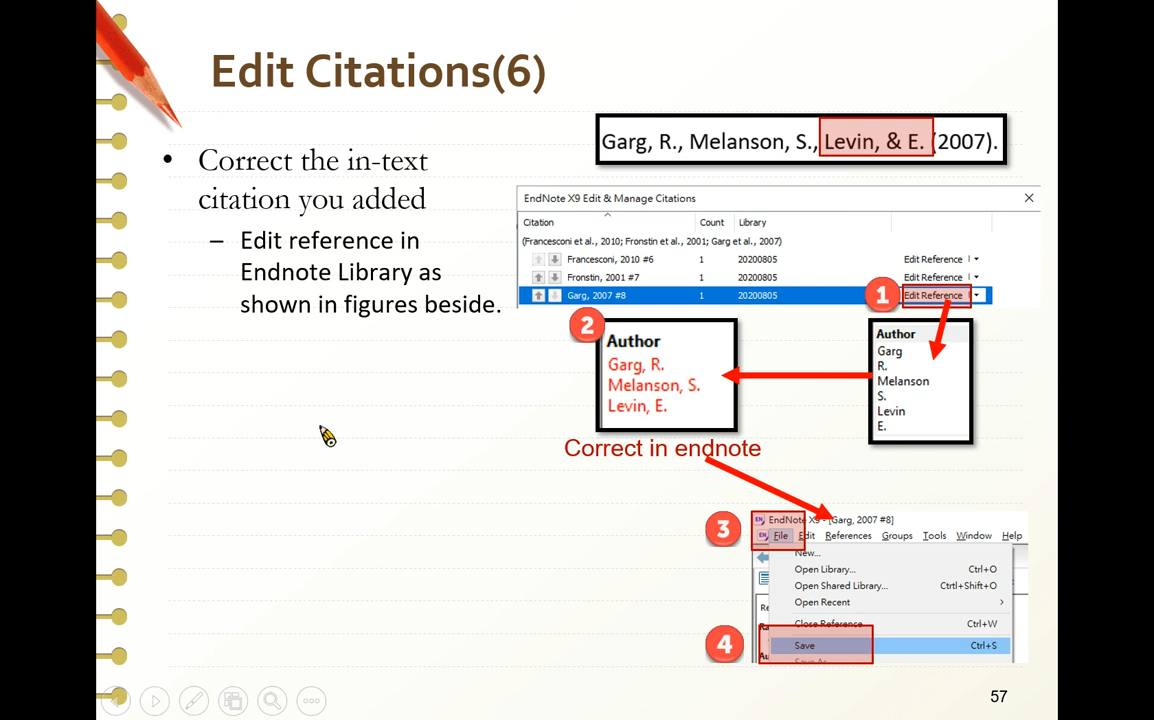 Edit Citations(6)
• Correct the in-text
citation you added
– Edit reference in
Endnote Library as
shown in figures beside.
Garg, R., Melanson, S., Levin, & E. (2007).
EndNote X9 Edit & Manage Citations
Citation Count Library
(Francesconi et al., 2010; Fronstin et al., 2001; Garg et al., 2007)
Francesconi, 2010 #6 1 20200805 Edit Reference
Fronstin, 2001 #7 1 20200805 Edit Reference
Garg, 2007 #8 1 20200805 Edit Reference
1
Author
Garg
R.
Melanson
S.
Levin
E.
2
Author
Garg, R.
Melanson, S.
Levin, E.
Correct in endnote
3
EN EndNote X9 - [Garg, 2007 #8]
EN File Edit References Groups Tools Window Help
New...
Open Library... Ctrl+O
Open Shared Library... Ctrl+Shift+O
Open Recent
Close Reference Ctrl+W
4
Save Ctrl+S
Save As
57